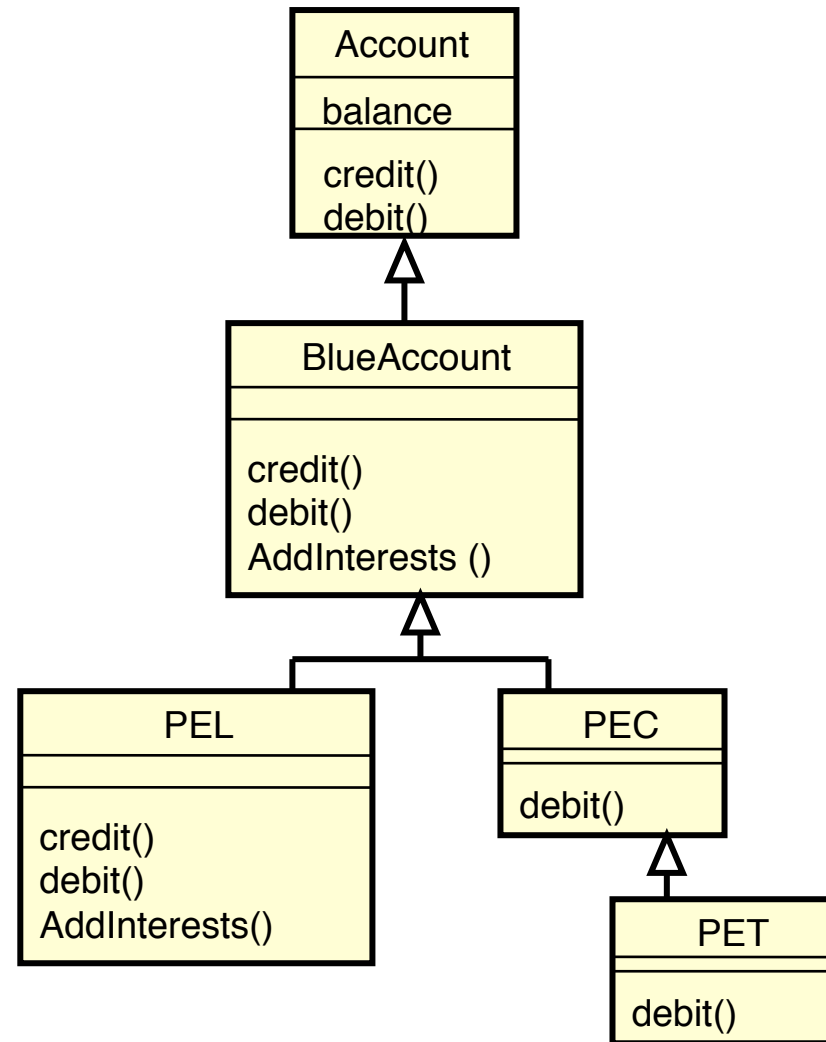 Account
balance
credit()
debit()
BlueAccount
credit()
debit()
AddInterests ()
PEL
credit()
debit()
AddInterests()
PEC
debit()
PET
debit()